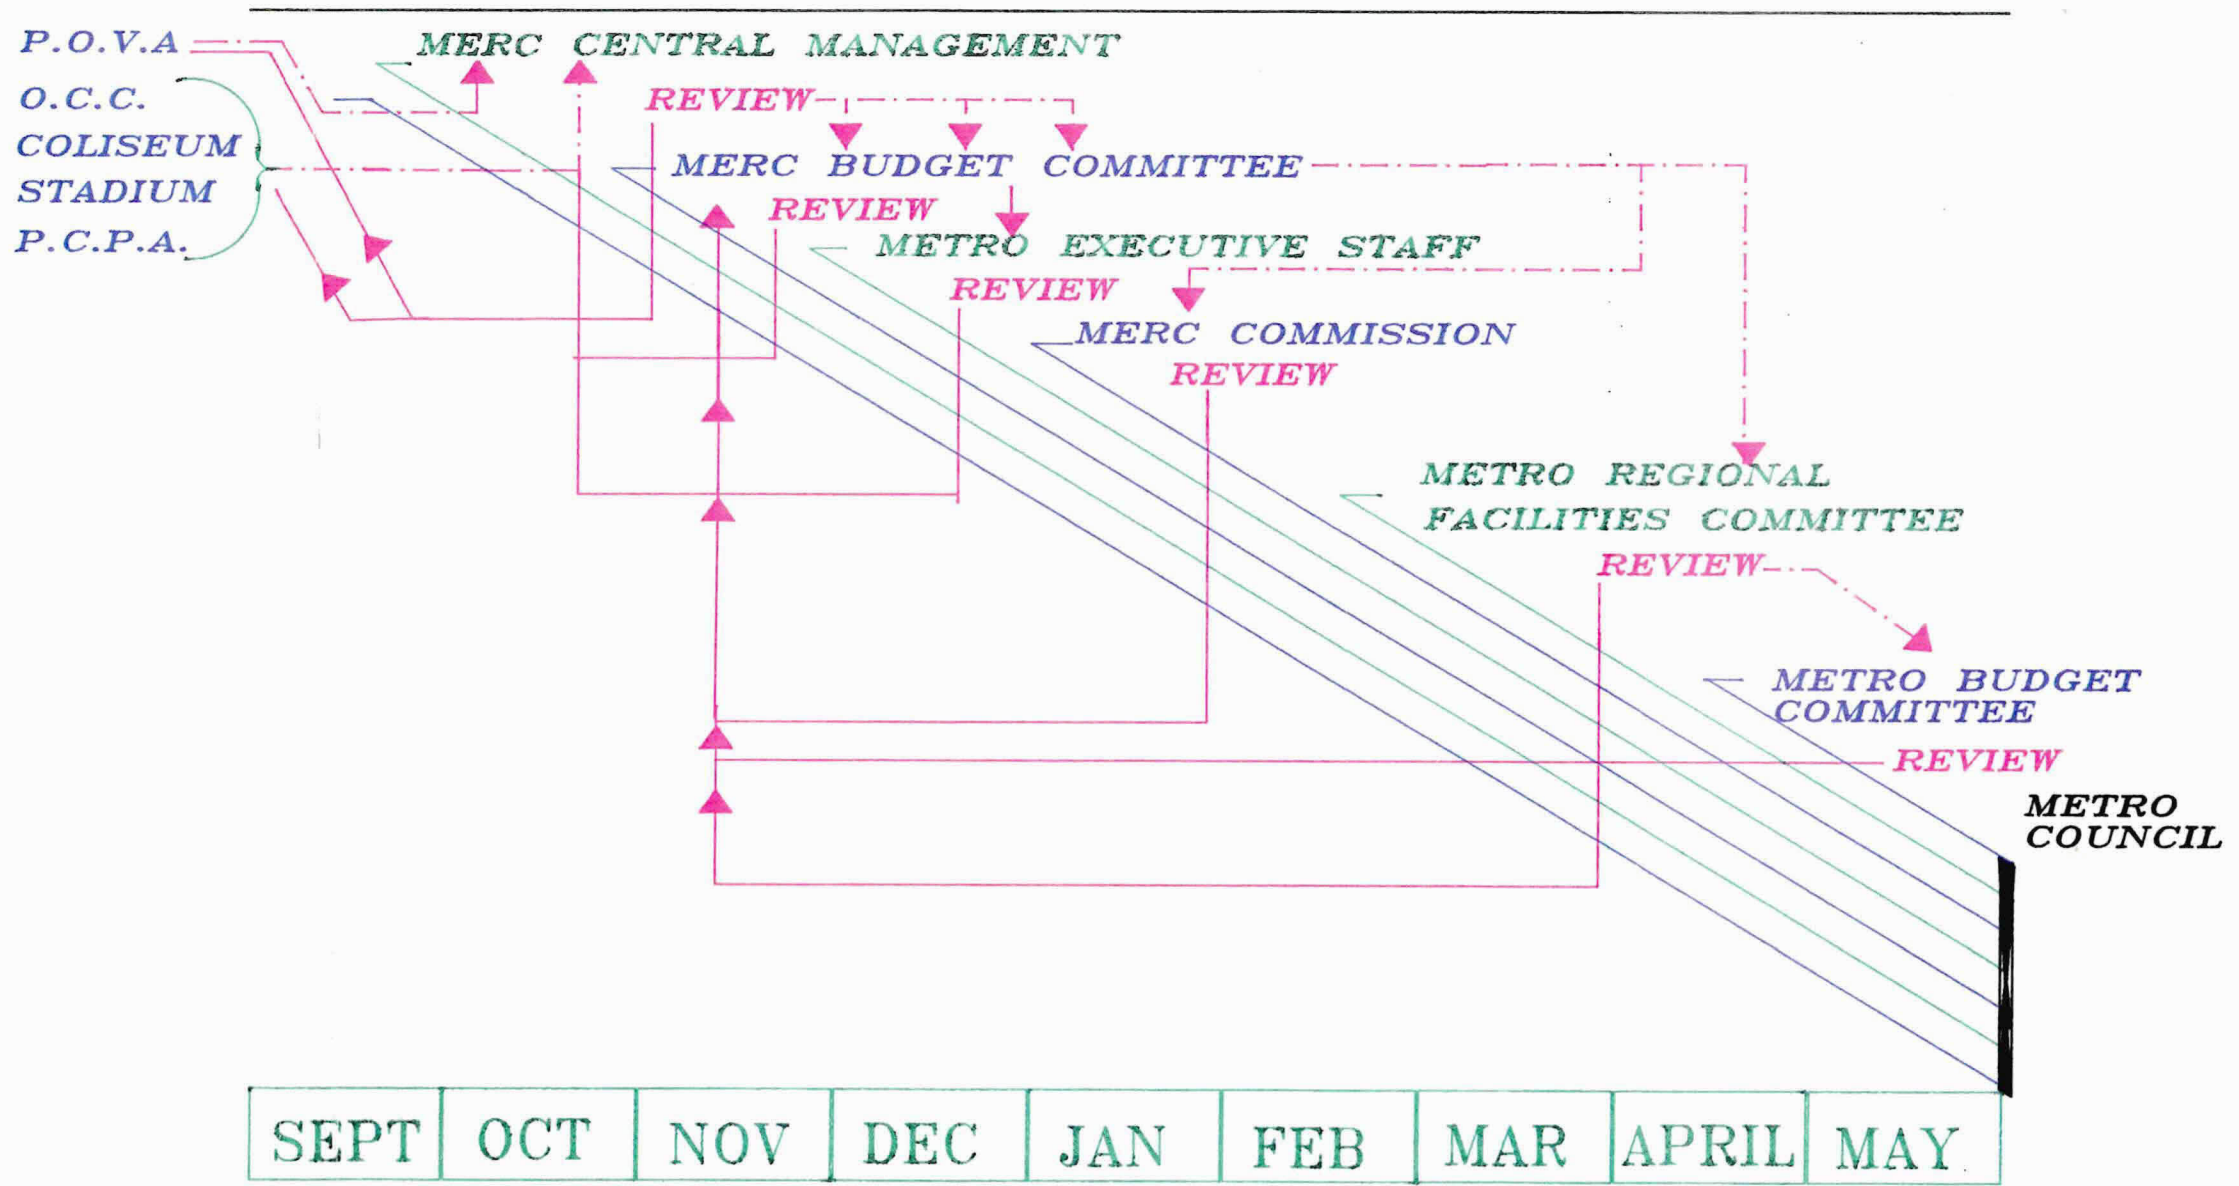 P.O.V.A
O.C.C.
COLISEUM
STADIUM
P.C.P.A.
MERC CENTRAL MANAGEMENT
REVIEW
MERC BUDGET COMMITTEE
REVIEW
METRO EXECUTIVE STAFF
REVIEW
MERC COMMISSION
REVIEW
METRO REGIONAL
FACILITIES COMMITTEE
REVIEW
METRO BUDGET
COMMITTEE
REVIEW
METRO
COUNCIL
SEPT OCT NOV DEC JAN FEB MAR APRIL MAY